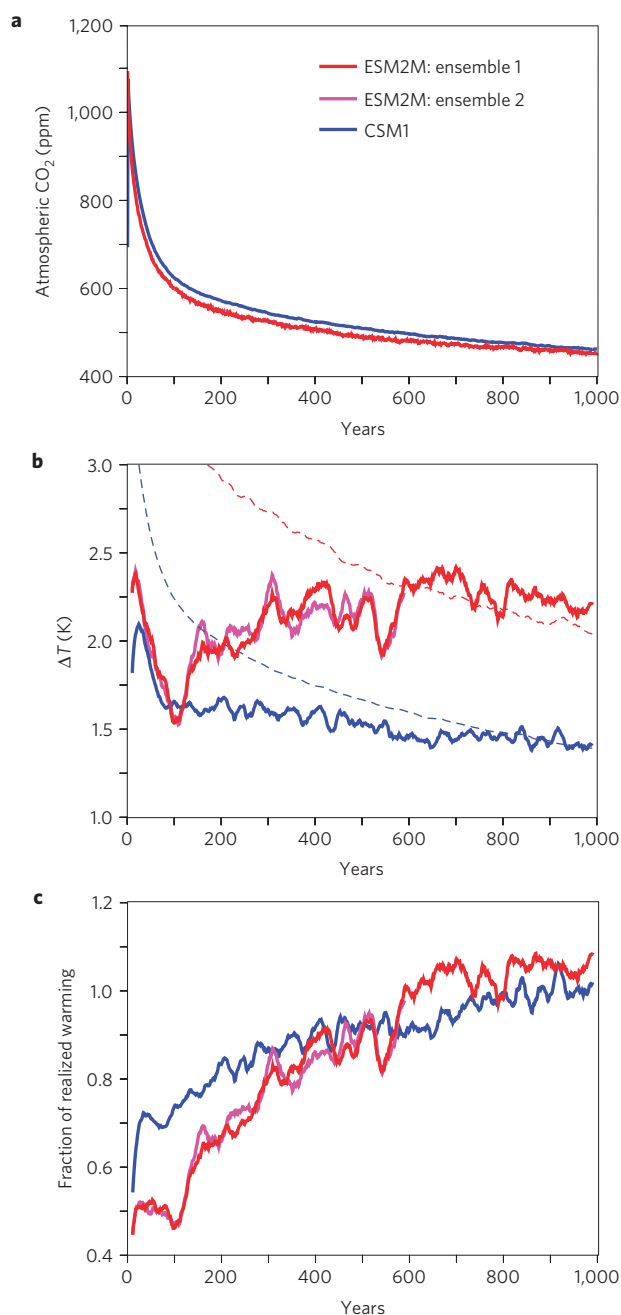 a
1,200
1,000
800
600
400
Atmospheric CO2 (ppm)
ESM2M: ensemble 1
ESM2M: ensemble 2
CSM1
0 200 400 600 800 1,000
Years
b
3.0
2.5
2.0
1.5
1.0
ΔT (K)
0 200 400 600 800 1,000
Years
c
1.2
1.0
0.8
0.6
0.4
Fraction of realized warming
0 200 400 600 800 1,000
Years